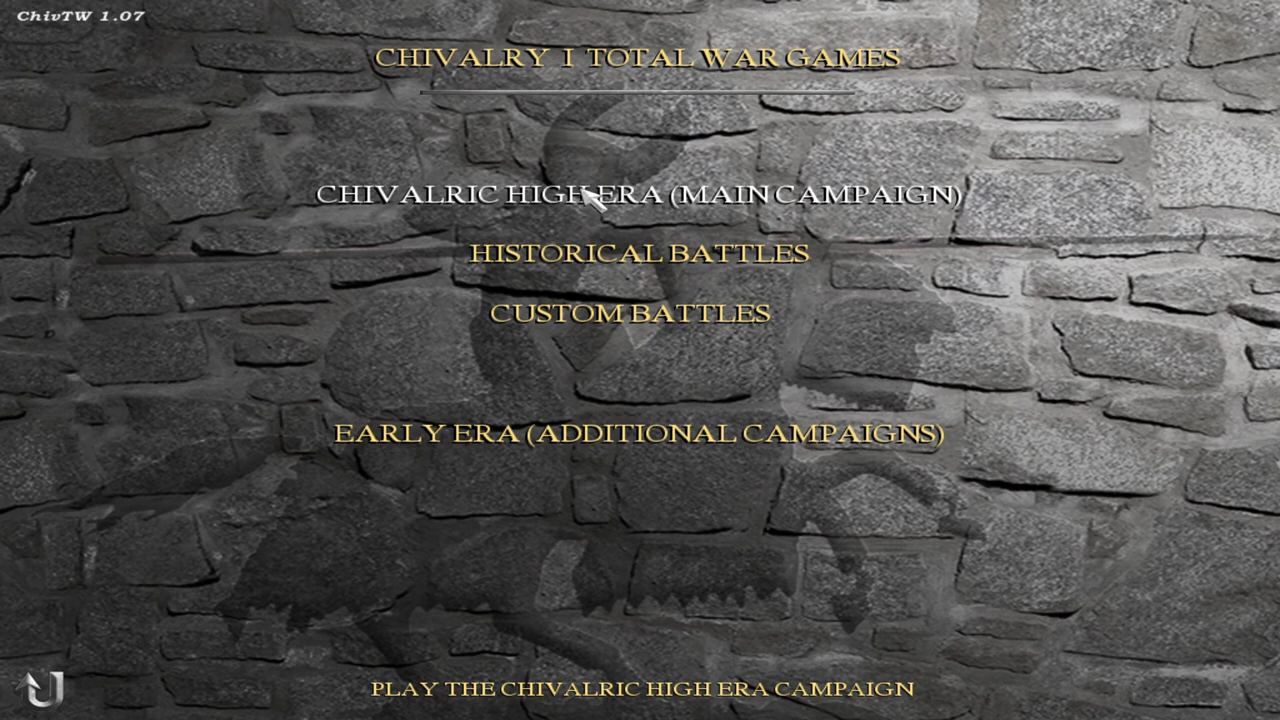 ChivTW 1.07
CHIVALRY I TOTAL WAR GAMES
CHIVALRIC HIGH ERA (MAIN CAMPAIGN)
HISTORICAL BATTLES
CUSTOM BATTLES
EARLY ERA (ADDITIONAL CAMPAIGNS)
PLAY THE CHIVALRIC HIGH ERA CAMPAIGN